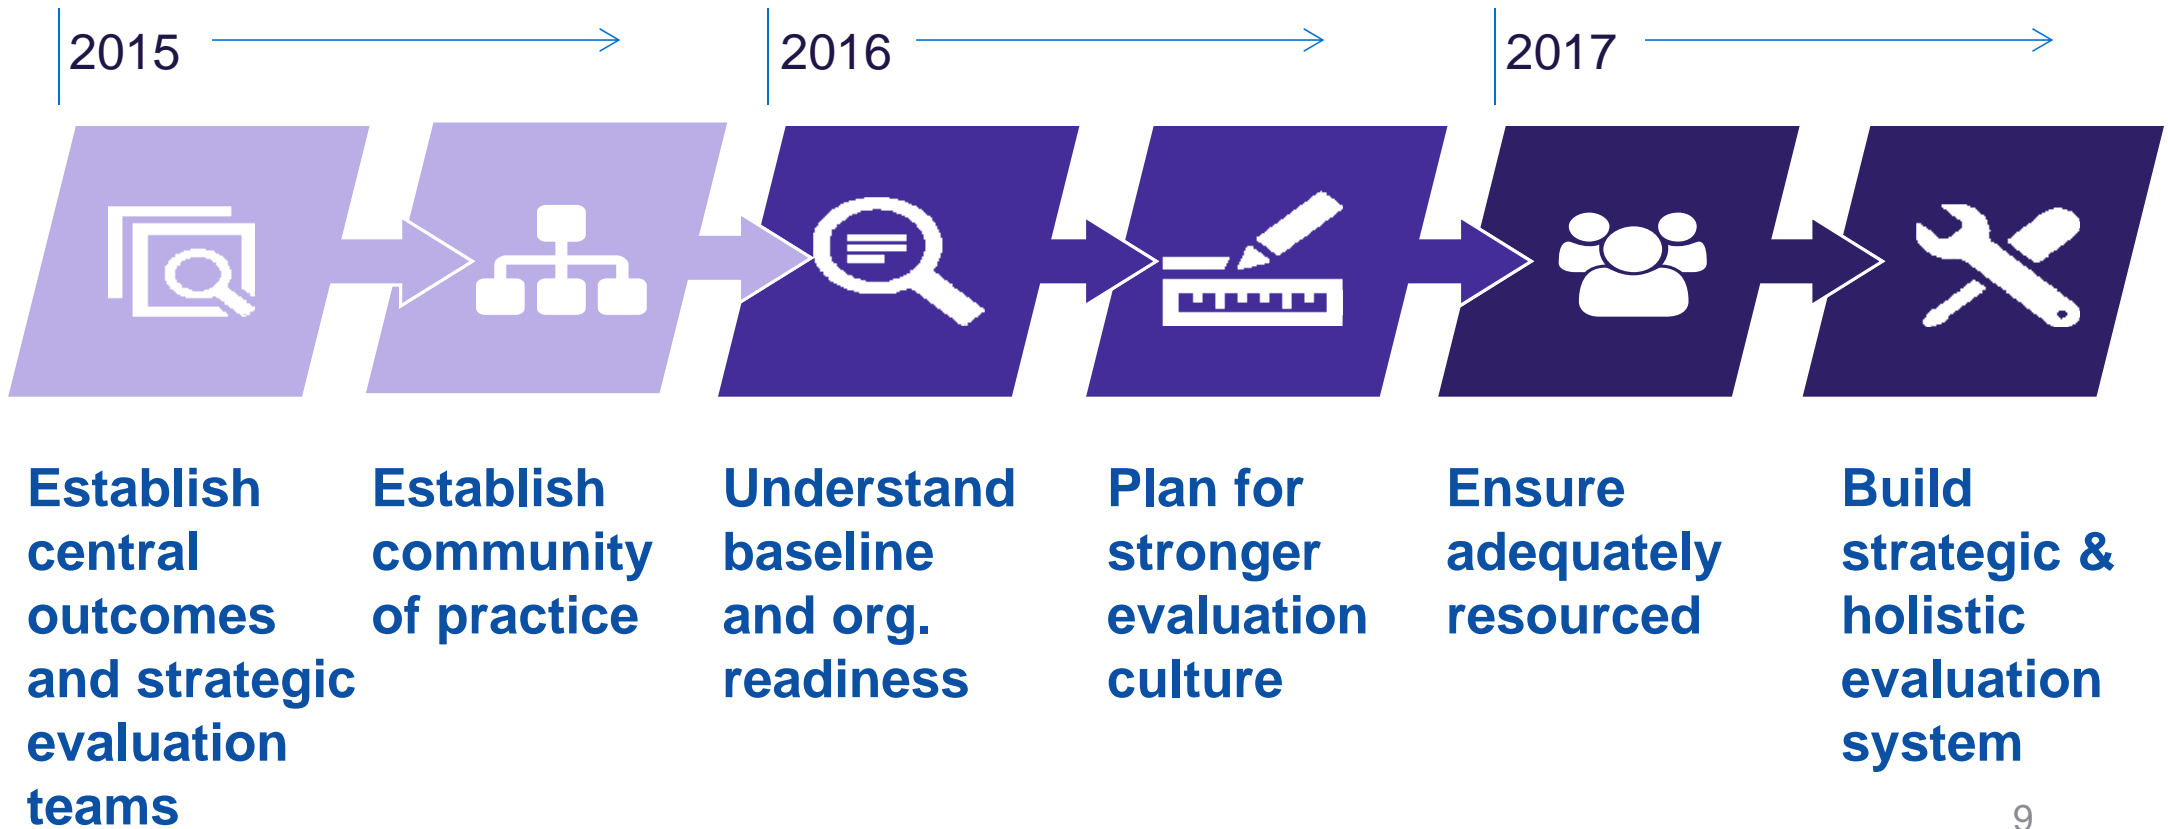 2015
2016
2017
Establish
central
outcomes
and strategic
evaluation
teams
Establish
community
of practice
Understand
baseline
and org.
readiness
Plan for
stronger
evaluation
culture
Ensure
adequately
resourced
Build
strategic &
holistic
evaluation
system
9